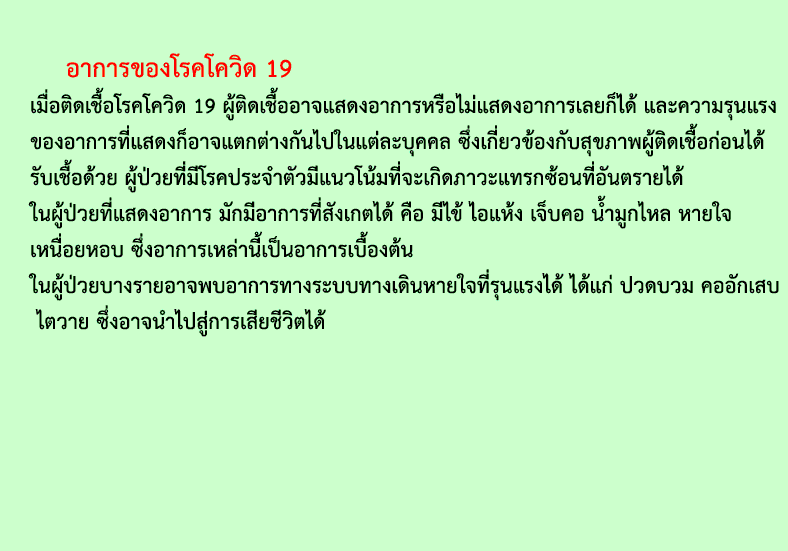 อาการของโรคโควิด 19
เมื่อติดเชื้อโรคโควิด 19 ผู้ติดเชื้ออาจแสดงอาการหรือไม่แสดงอาการเลยก็ได้ และความรุนแรง
ของอาการที่แสดงก็อาจแตกต่างกันไปในแต่ละบุคคล ซึ่งเกี่ยวข้องกับสุขภาพผู้ติดเชื้อก่อนได้
รับเชื้อด้วย ผู้ป่วยที่มีโรคประจำตัวมีแนวโน้มที่จะเกิดภาวะแทรกซ้อนที่อันตรายได้
ในผู้ป่วยที่แสดงอาการ มักมีอาการที่สังเกตได้ คือ มีไข้ ไอแห้ง เจ็บคอ น้ำมูกไหล หายใจ
เหนื่อยหอบ ซึ่งอาการเหล่านี้เป็นอาการเบื้องต้น
ในผู้ป่วยบางรายอาจพบอาการทางระบบทางเดินหายใจที่รุนแรงได้ ได้แก่ ปวดบวม คออักเสบ
ไตวาย ซึ่งอาจนำไปสู่การเสียชีวิตได้